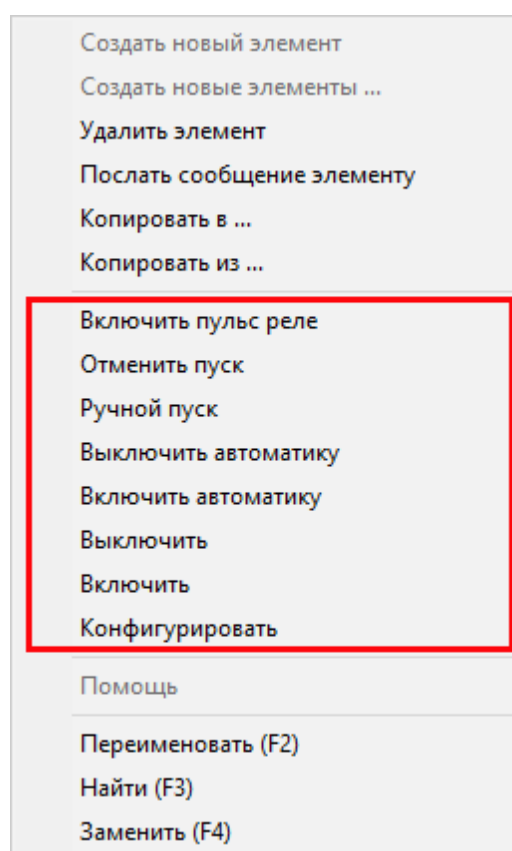 Создать новый элемент
Создать новые элементы ...
Удалить элемент
Послать сообщение элементу
Копировать в ...
Копировать из ...
Включить пульс реле
Отменить пуск
Ручной пуск
Выключить автоматику
Включить автоматику
Выключить
Включить
Конфигурировать
Помощь
Переименовать (F2)
Найти (F3)
Заменить (F4)